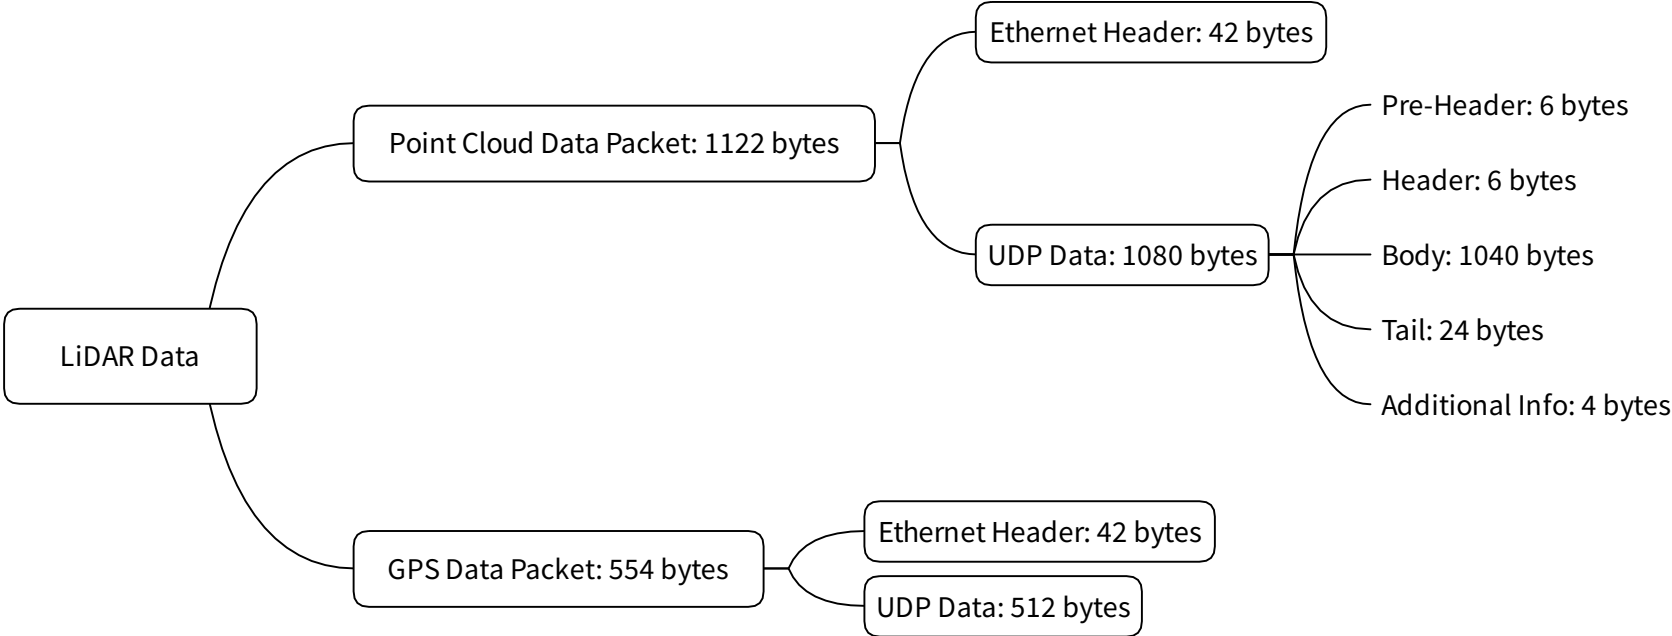 LiDAR Data
Point Cloud Data Packet: 1122 bytes
Ethernet Header: 42 bytes
UDP Data: 1080 bytes
Pre-Header: 6 bytes
Header: 6 bytes
Body: 1040 bytes
Tail: 24 bytes
Additional Info: 4 bytes
GPS Data Packet: 554 bytes
Ethernet Header: 42 bytes
UDP Data: 512 bytes